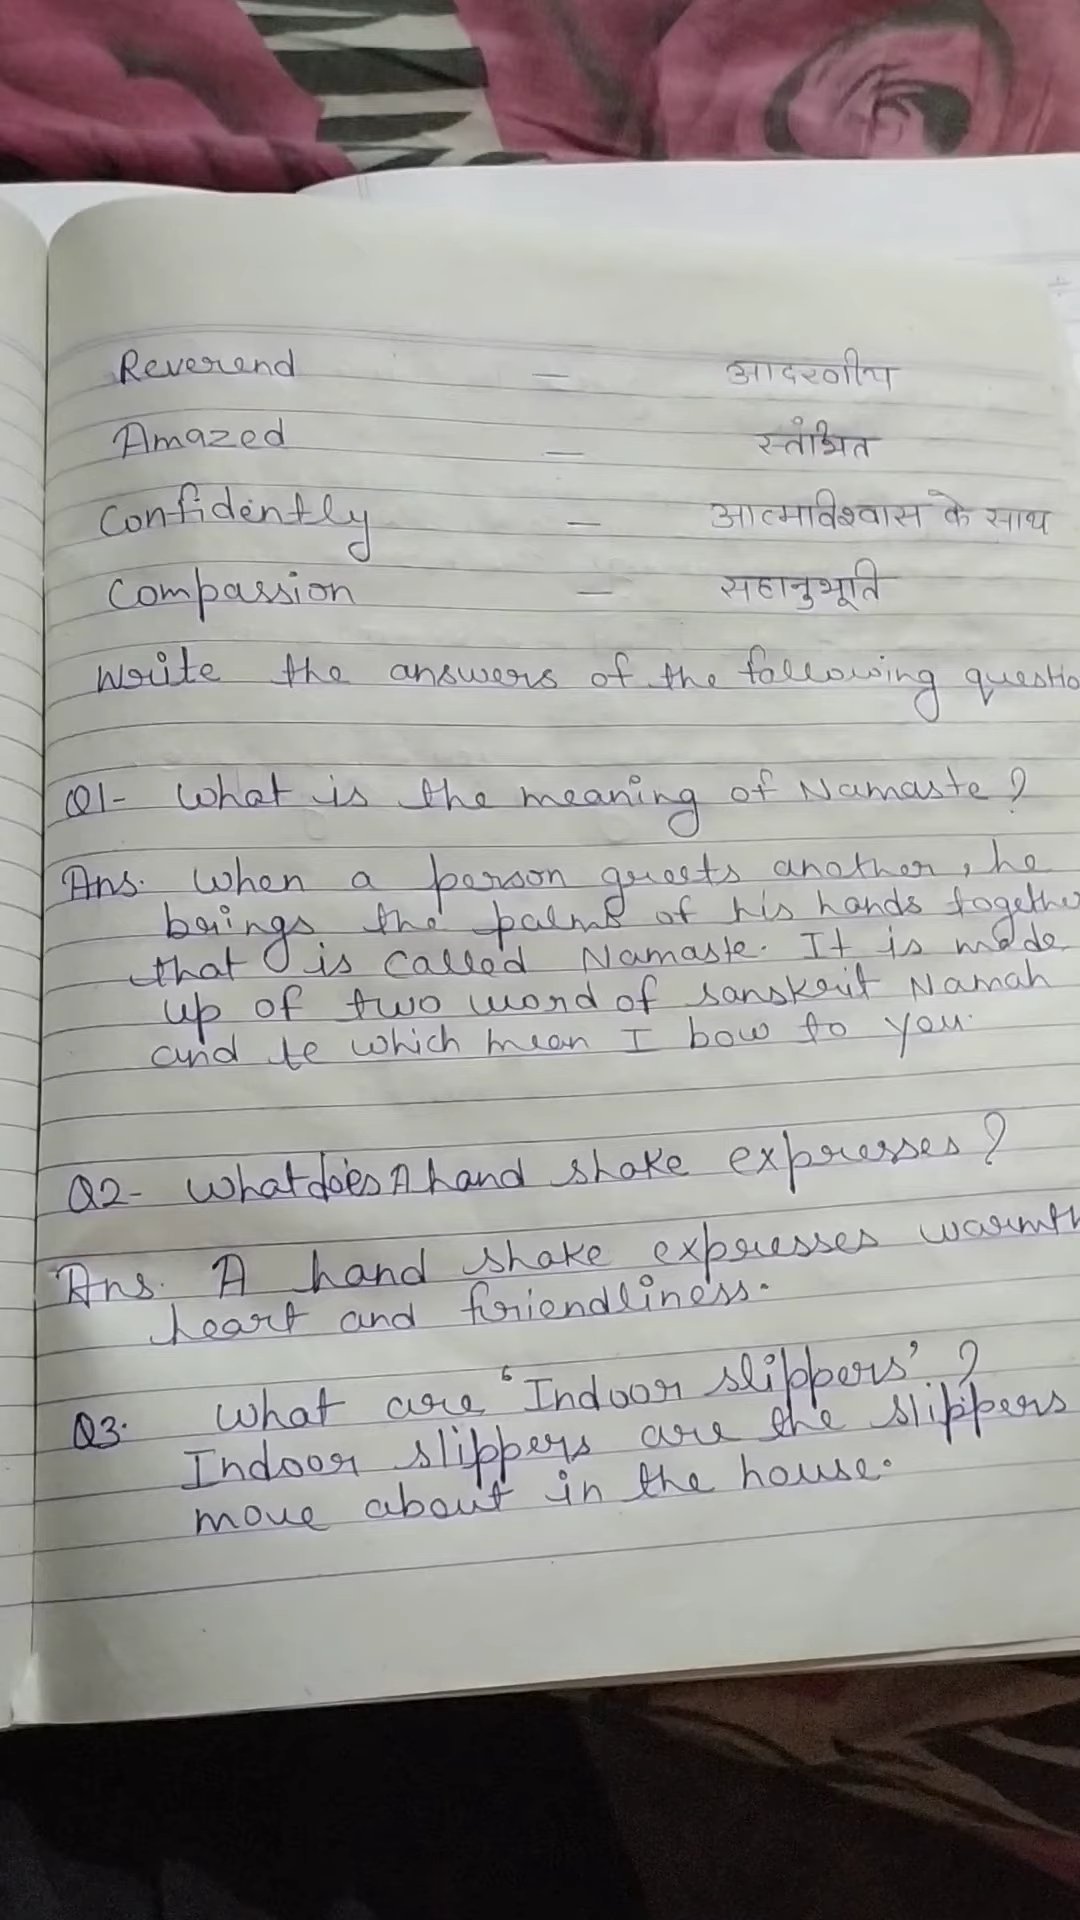 Reverend - आदरणीय
Amazed - स्तंभित
Confidently - आत्मविश्वास के साथ
Compassion - सहानुभूति
Write the answers of the following questio
Q1- What is the meaning of Namaste?
Ans. When a person greets another, he
brings the palms of his hands together
that is called Namaste. It is made
up of two word of sanskrit Namah
and te which mean I bow to you.
Q2- What does A hand shake expresses?
Ans. A hand shake expresses warmth
heart and friendliness.
Q3. What are 'Indoor slippers'?
Indoor slippers are the slippers
move about in the house.